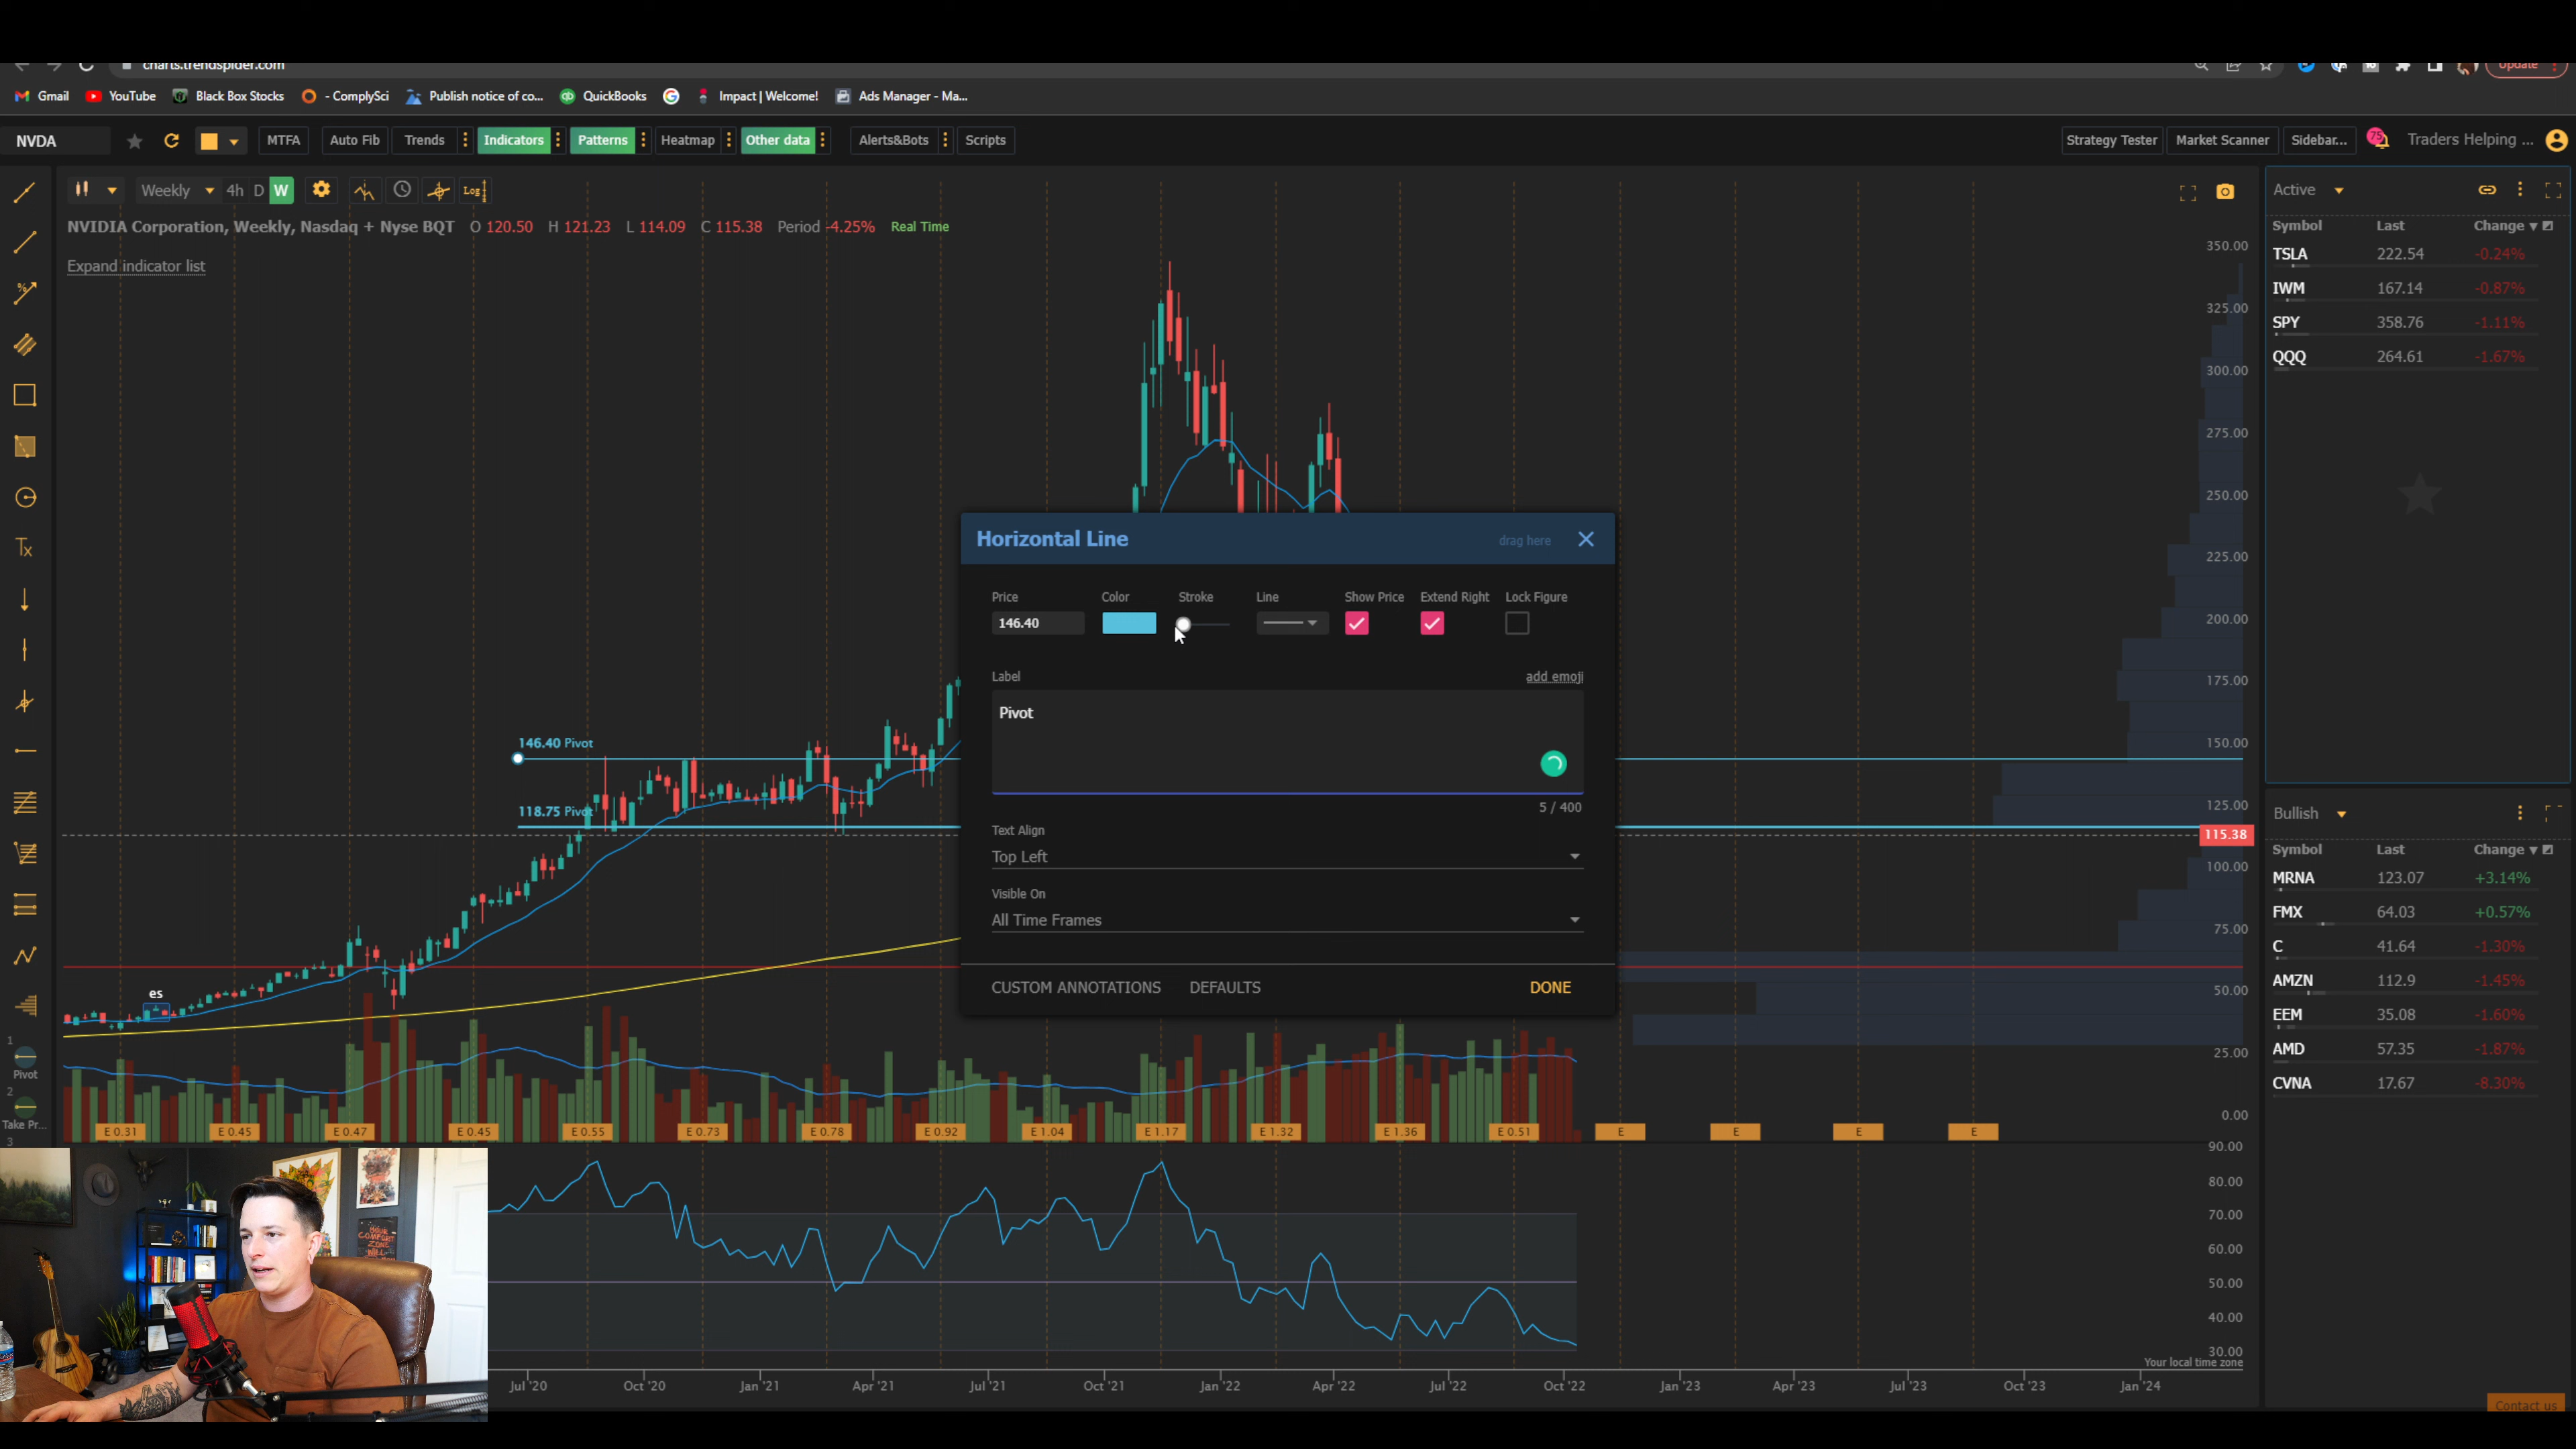 charts.trendspider.com
Update
Gmail YouTube Black Box Stocks - ComplySci Publish notice of co... QuickBooks Impact | Welcome! Ads Manager - Ma...
NVDA MTFA Auto Fib Trends Indicators Patterns Heatmap Other data Alerts&Bots Scripts Strategy Tester Market Scanner Sidebar... 75 Traders Helping ...
Weekly 4h D W Log
NVIDIA Corporation, Weekly, Nasdaq + Nyse BQT O 120.50 H 121.23 L 114.09 C 115.38 Period -4.25% Real Time
Expand indicator list
350.00
325.00
300.00
275.00
250.00
225.00
200.00
175.00
150.00
125.00
115.38
100.00
75.00
50.00
25.00
0.00
90.00
80.00
70.00
60.00
50.00
40.00
30.00
Your local time zone
Active
Symbol Last Change
TSLA 222.54 -0.24%
IWM 167.14 -0.87%
SPY 358.76 -1.11%
QQQ 264.61 -1.67%
Bullish
Symbol Last Change
MRNA 123.07 +3.14%
FMX 64.03 +0.57%
C 41.64 -1.30%
AMZN 112.9 -1.45%
EEM 35.08 -1.60%
AMD 57.35 -1.87%
CVNA 17.67 -8.30%
Horizontal Line drag here
Price Color Stroke Line Show Price Extend Right Lock Figure
146.40
Label add emoji
Pivot
5 / 400
Text Align
Top Left
Visible On
All Time Frames
CUSTOM ANNOTATIONS DEFAULTS DONE
146.40 Pivot
118.75 Pivot
es
%
Tx
1
Pivot
2
Take Pr...
3
E 0.31 E 0.45 E 0.47 E 0.45 E 0.55 E 0.73 E 0.78 E 0.92 E 1.04 E 1.17 E 1.32 E 1.36 E 0.51 E E E E
COMFORT
ZONE
WILL
Jul '20 Oct '20 Jan '21 Apr '21 Jul '21 Oct '21 Jan '22 Apr '22 Jul '22 Oct '22 Jan '23 Apr '23 Jul '23 Oct '23 Jan '24
Contact us